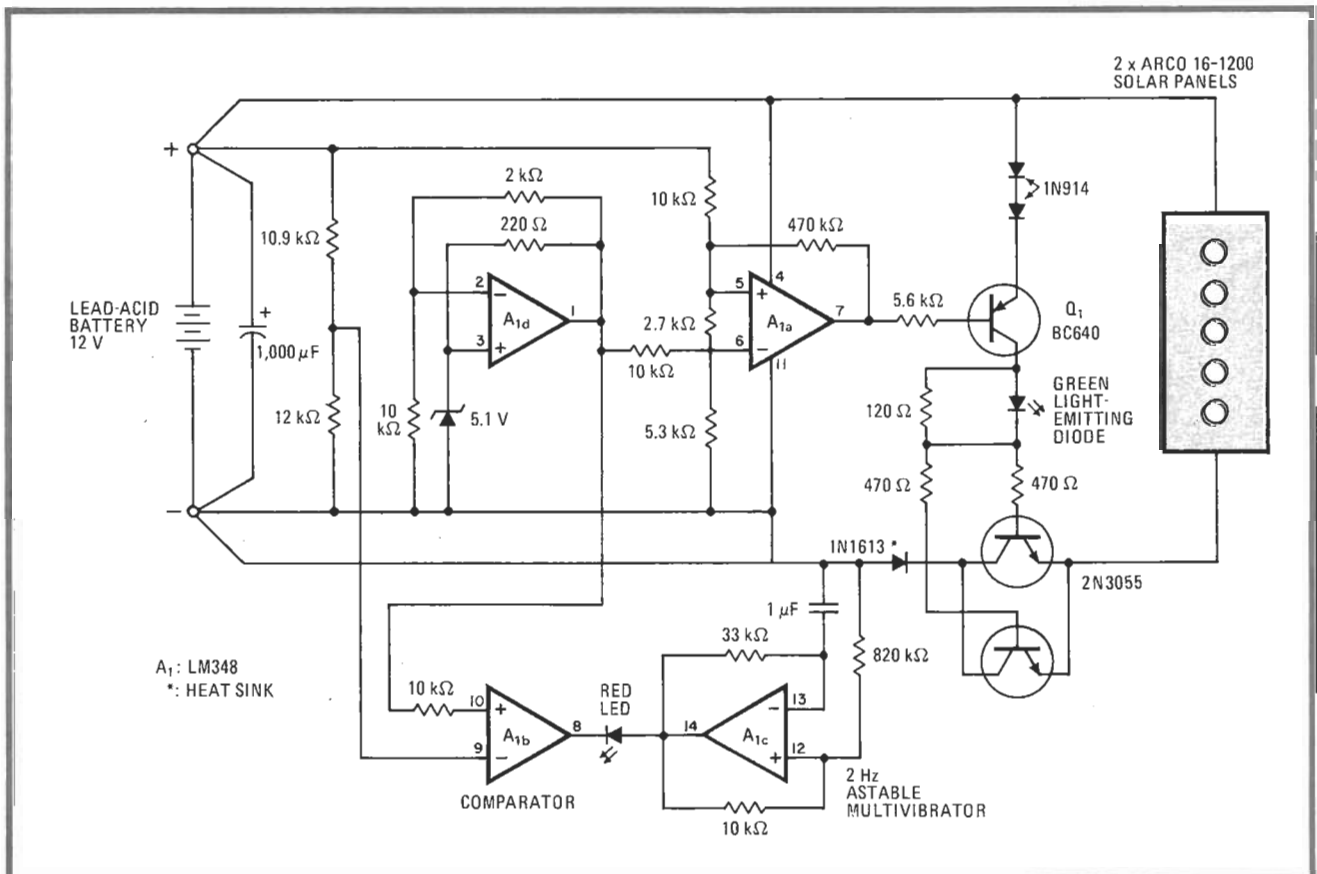 2 x ARCO 16-1200
SOLAR PANELS
+
2 kΩ
1N914
10 kΩ
220 Ω
470 kΩ
10.9 kΩ
LEAD-ACID
BATTERY
12 V
+
1,000 μF
2
−
A1d
1
3
+
2.7 kΩ
10 kΩ
5
+
4
A1a
7
6
−
11
5.6 kΩ
Q1
BC640
12 kΩ
10
kΩ
5.1 V
5.3 kΩ
120 Ω
GREEN
LIGHT-
EMITTING
DIODE
470 Ω
470 Ω
−
1N1613*
2N3055
1 μF
33 kΩ
820 kΩ
A1: LM348
*: HEAT SINK
10 kΩ
10
+
A1b
8
9
−
RED
LED
14
A1c
−
13
+
12
COMPARATOR
2 Hz
ASTABLE
MULTIVIBRATOR
10 kΩ